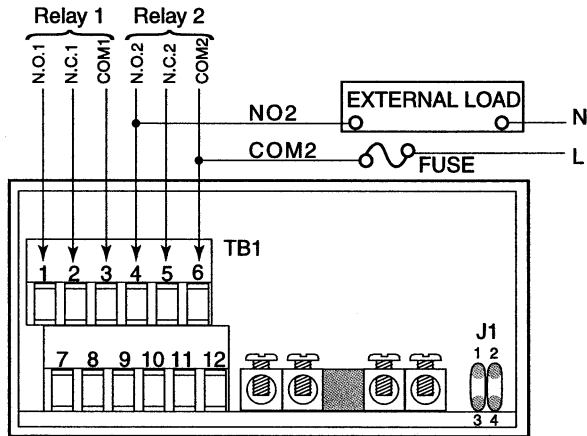 Relay 1 Relay 2
N.O.1 N.C.1 COM1 N.O.2 N.C.2 COM2
EXTERNAL LOAD
NO2 N
COM2 FUSE L
TB1
1 2 3 4 5 6
J1
1 2
7 8 9 10 11 12
3 4